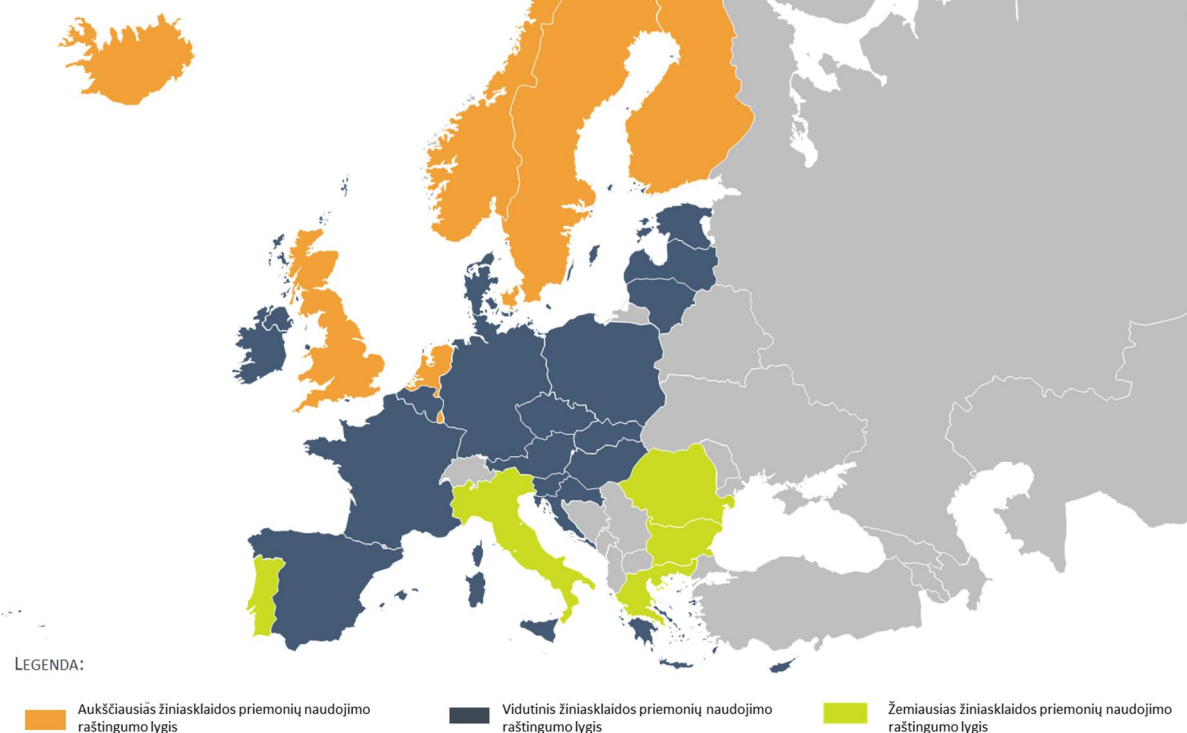 LEGENDA:
Aukščiausias žiniasklaidos priemonių naudojimo
raštingumo lygis
Vidutinis žiniasklaidos priemonių naudojimo
raštingumo lygis
Žemiausias žiniasklaidos priemonių naudojimo
raštingumo lygis